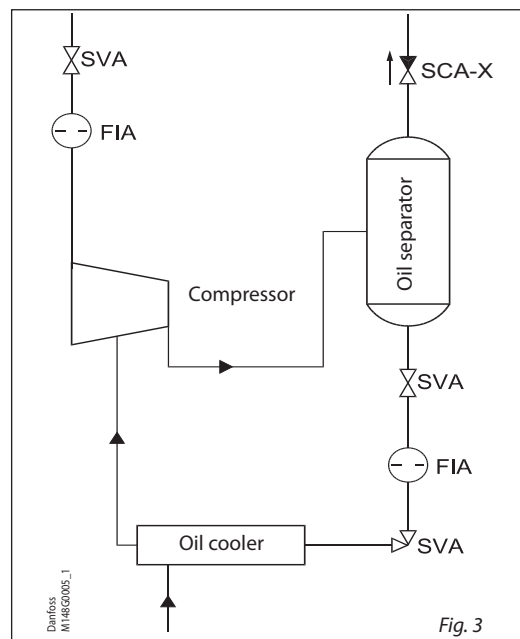 SVA
SCA-X
FIA
Oil separator
Compressor
SVA
FIA
Oil cooler
SVA
Danfoss
M148G0005_1
Fig. 3